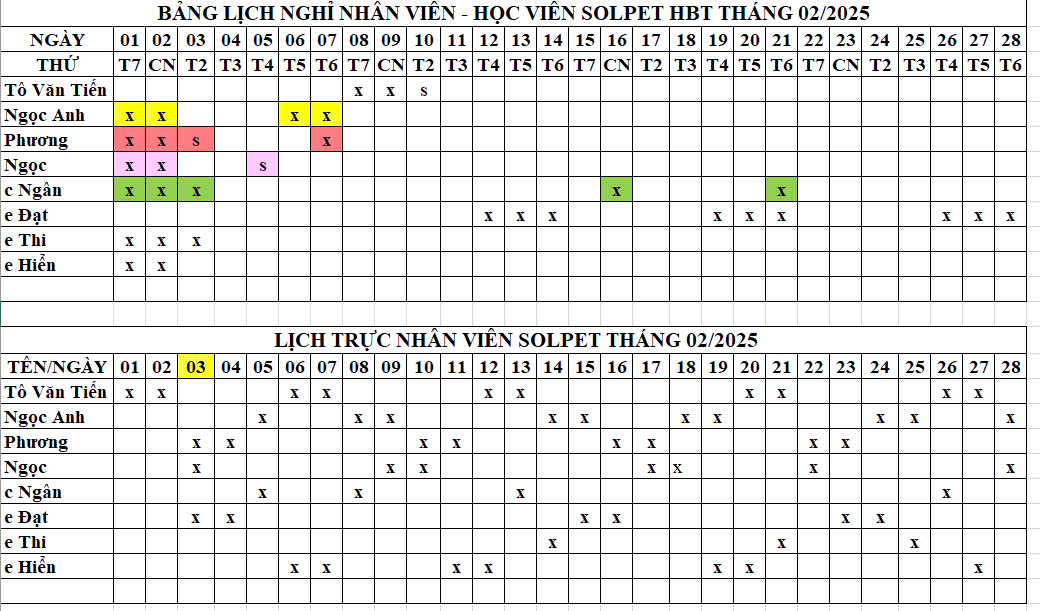 BẢNG LỊCH NGHỈ NHÂN VIÊN - HỌC VIÊN SOLPET HBT THÁNG 02/2025
NGÀY 01 02 03 04 05 06 07 08 09 10 11 12 13 14 15 16 17 18 19 20 21 22 23 24 25 26 27 28
THỨ T7 CN T2 T3 T4 T5 T6 T7 CN T2 T3 T4 T5 T6 T7 CN T2 T3 T4 T5 T6 T7 CN T2 T3 T4 T5 T6
Tô Văn Tiến x x s
Ngọc Anh x x x x
Phương x x s x
Ngọc x x s
c Ngân x x x x x
e Đạt x x x x x x x x x
e Thi x x x
e Hiển x x
LỊCH TRỰC NHÂN VIÊN SOLPET THÁNG 02/2025
TÊN/NGÀY 01 02 03 04 05 06 07 08 09 10 11 12 13 14 15 16 17 18 19 20 21 22 23 24 25 26 27 28
Tô Văn Tiến x x x x x x x x x x
Ngọc Anh x x x x x x x x x x
Phương x x x x x x x x
Ngọc x x x x x x x
c Ngân x x x x
e Đạt x x x x x x
e Thi x x x
e Hiển x x x x x x x